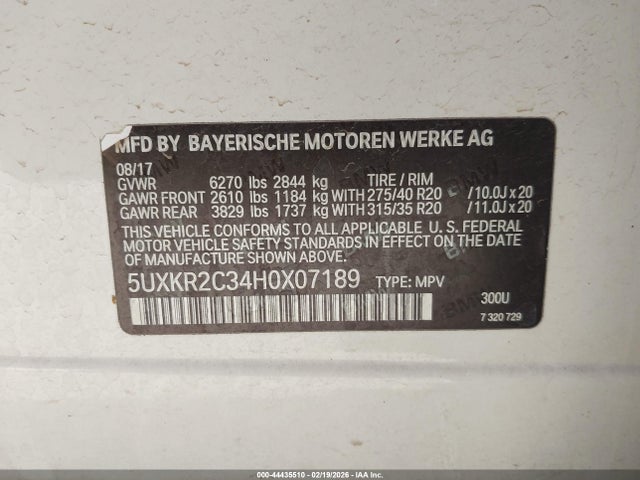 MFD BY BAYERISCHE MOTOREN WERKE AG
08/17
GVWR 6270 lbs 2844 kg TIRE / RIM
GAWR FRONT 2610 lbs 1184 kg WITH 275/40 R20 / 10.0J x 20
GAWR REAR 3829 lbs 1737 kg WITH 315/35 R20 / 11.0J x 20
THIS VEHICLE CONFORMS TO ALL APPLICABLE U. S. FEDERAL
MOTOR VEHICLE SAFETY STANDARDS IN EFFECT ON THE DATE
OF MANUFACTURE SHOWN ABOVE.
5UXKR2C34H0X07189 TYPE: MPV
300U
7 320 729
000-44435510 - 02/19/2026 - IAA Inc.